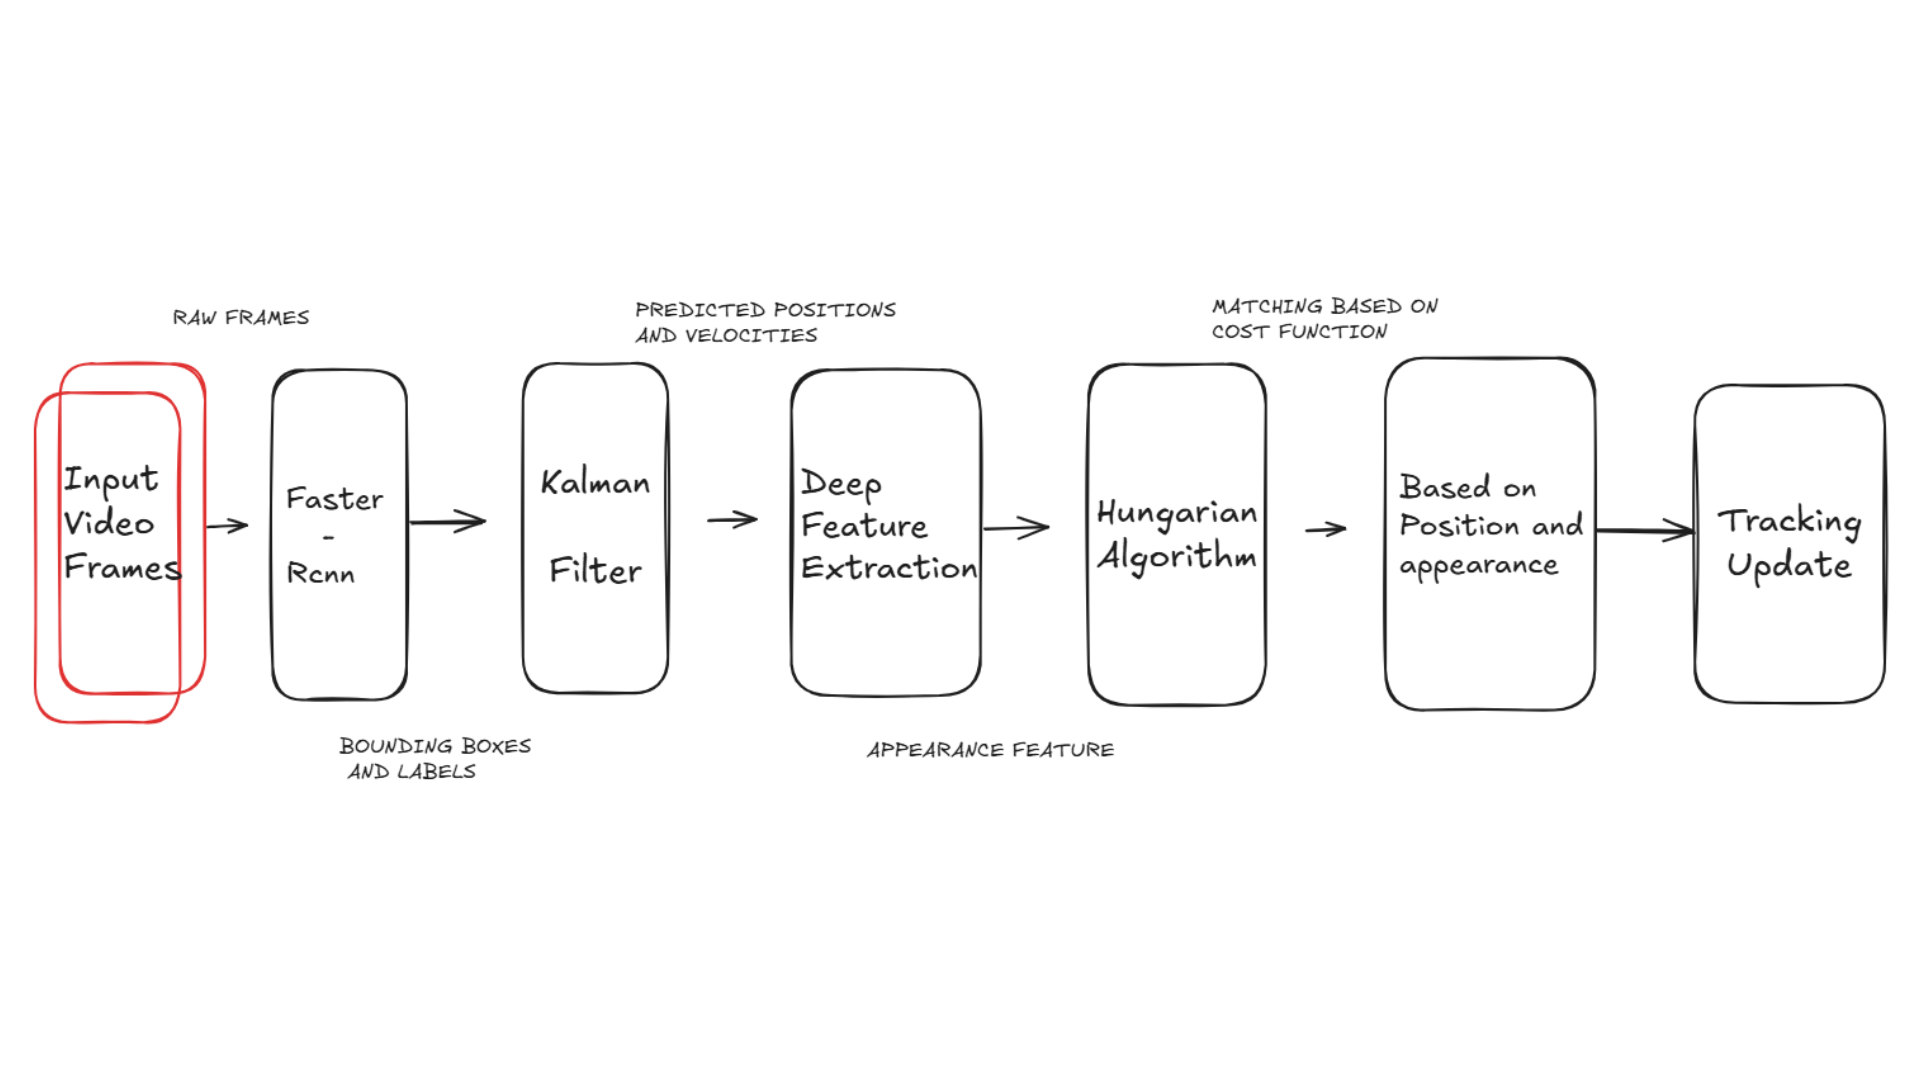 RAW FRAMES
PREDICTED POSITIONS
AND VELOCITIES
MATCHING BASED ON
COST FUNCTION
Input
Video
Frames
Faster
-
Rcnn
Kalman
Filter
Deep
Feature
Extraction
Hungarian
Algorithm
Based on
Position and
appearance
Tracking
Update
BOUNDING BOXES
AND LABELS
APPEARANCE FEATURE